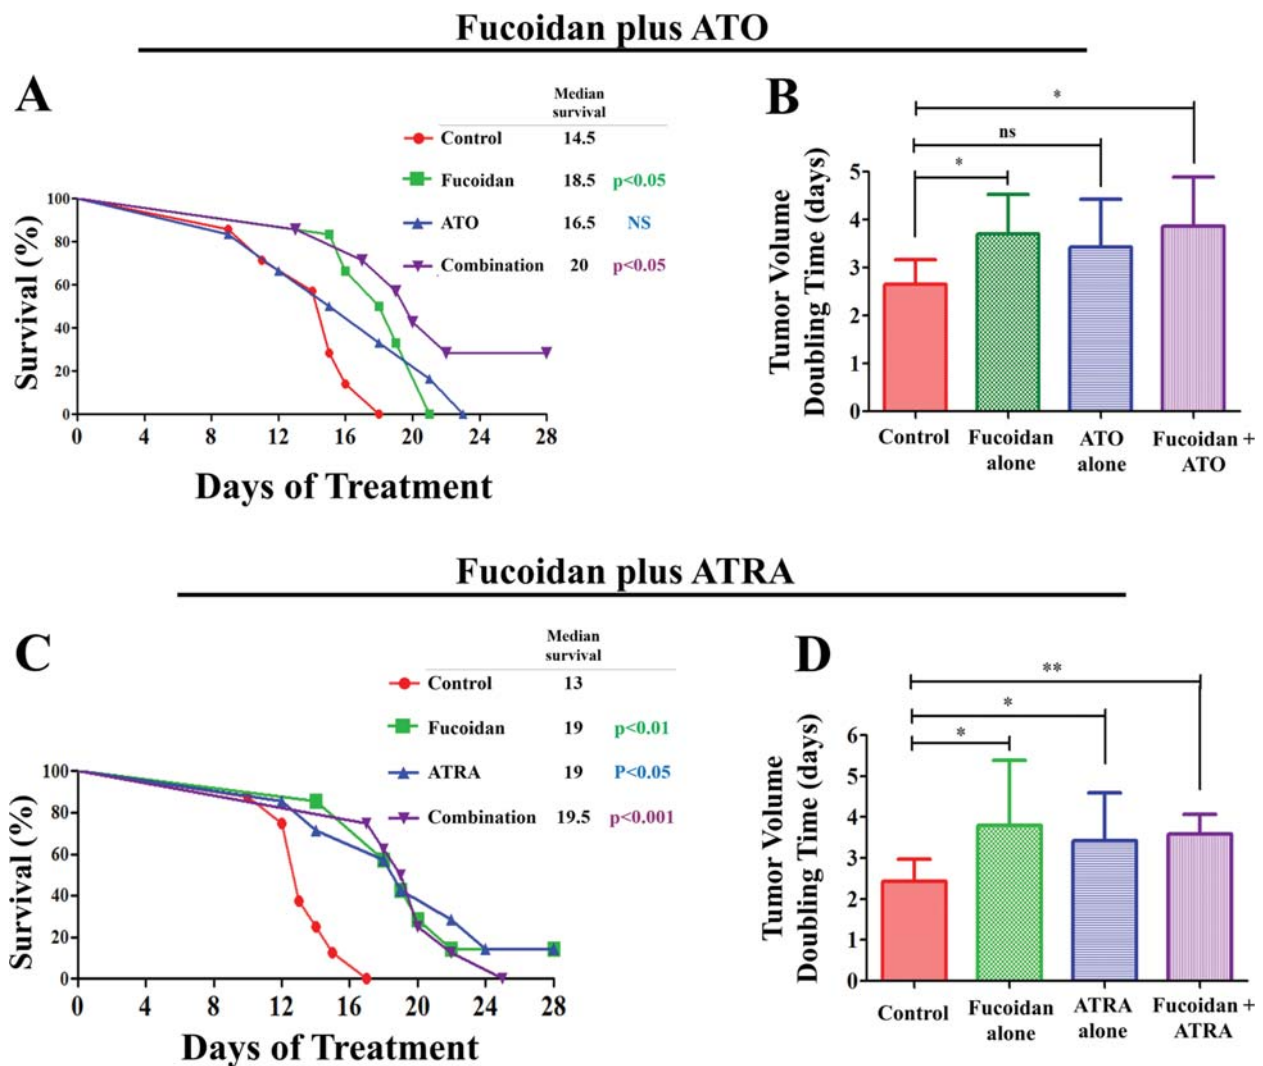 Fucoidan plus ATO
A
Median
survival
Control 14.5
Fucoidan 18.5 p<0.05
ATO 16.5 NS
Combination 20 p<0.05
Survival (%)
100
80
60
40
20
0
0 4 8 12 16 20 24 28
Days of Treatment
B
*
ns
*
Tumor Volume
Doubling Time (days)
5
4
3
2
1
0
Control Fucoidan alone ATO alone Fucoidan + ATO
Fucoidan plus ATRA
C
Median
survival
Control 13
Fucoidan 19 p<0.01
ATRA 19 P<0.05
Combination 19.5 p<0.001
Survival (%)
100
80
60
40
20
0
0 4 8 12 16 20 24 28
Days of Treatment
D
**
*
*
Tumor Volume
Doubling Time (days)
6
5
4
3
2
1
0
Control Fucoidan alone ATRA alone Fucoidan + ATRA